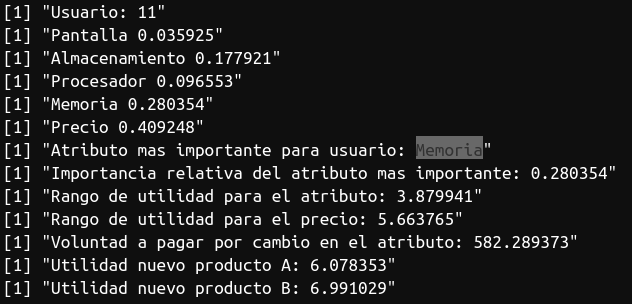 [1] "Usuario: 11"
[1] "Pantalla 0.035925"
[1] "Almacenamiento 0.177921"
[1] "Procesador 0.096553"
[1] "Memoria 0.280354"
[1] "Precio 0.409248"
[1] "Atributo mas importante para usuario: Memoria"
[1] "Importancia relativa del atributo mas importante: 0.280354"
[1] "Rango de utilidad para el atributo: 3.879941"
[1] "Rango de utilidad para el precio: 5.663765"
[1] "Voluntad a pagar por cambio en el atributo: 582.289373"
[1] "Utilidad nuevo producto A: 6.078353"
[1] "Utilidad nuevo producto B: 6.991029"